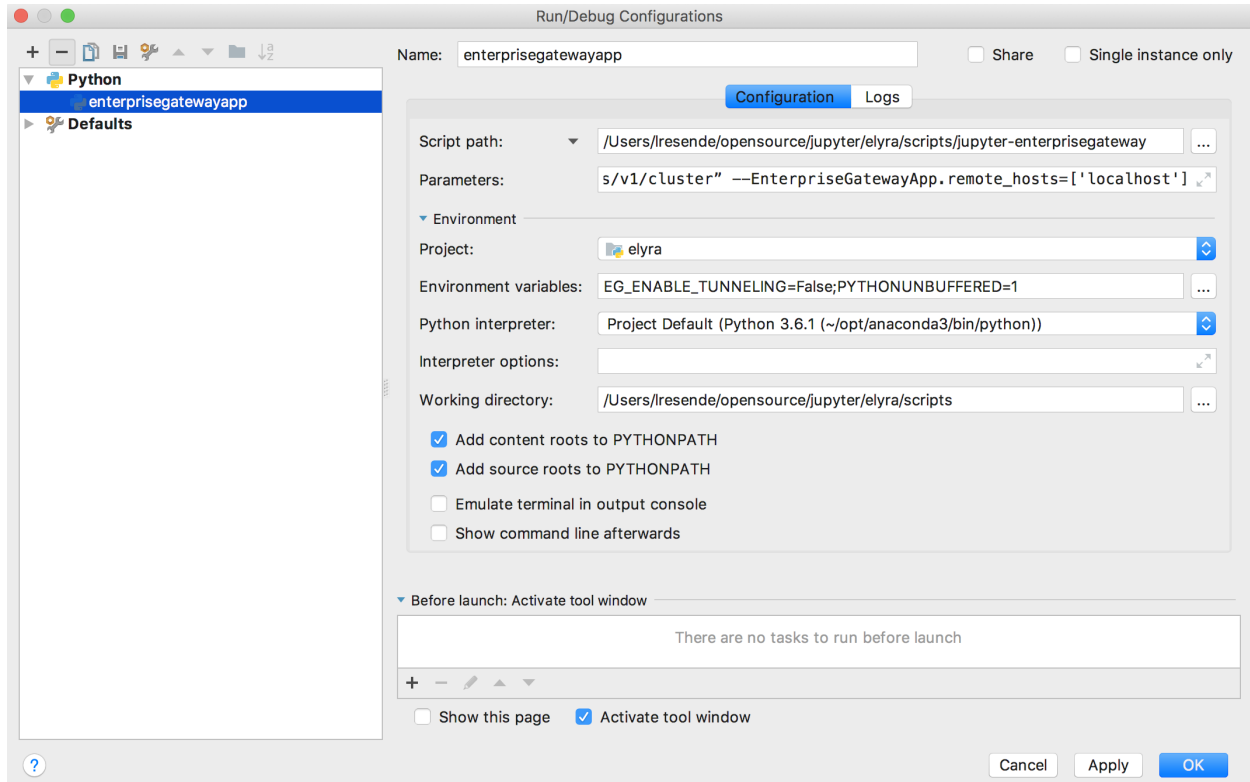 Run/Debug Configurations
Name: enterprisegatewayapp Share Single instance only
Python
enterprisegatewayapp
Defaults
Configuration Logs
Script path: /Users/lresende/opensource/jupyter/elyra/scripts/jupyter-enterprisegateway ...
Parameters: s/v1/cluster” --EnterpriseGatewayApp.remote_hosts=['localhost']
Environment
Project: elyra
Environment variables: EG_ENABLE_TUNNELING=False;PYTHONUNBUFFERED=1 ...
Python interpreter: Project Default (Python 3.6.1 (~/opt/anaconda3/bin/python))
Interpreter options:
Working directory: /Users/lresende/opensource/jupyter/elyra/scripts ...
Add content roots to PYTHONPATH
Add source roots to PYTHONPATH
Emulate terminal in output console
Show command line afterwards
Before launch: Activate tool window
There are no tasks to run before launch
Show this page Activate tool window
? Cancel Apply OK